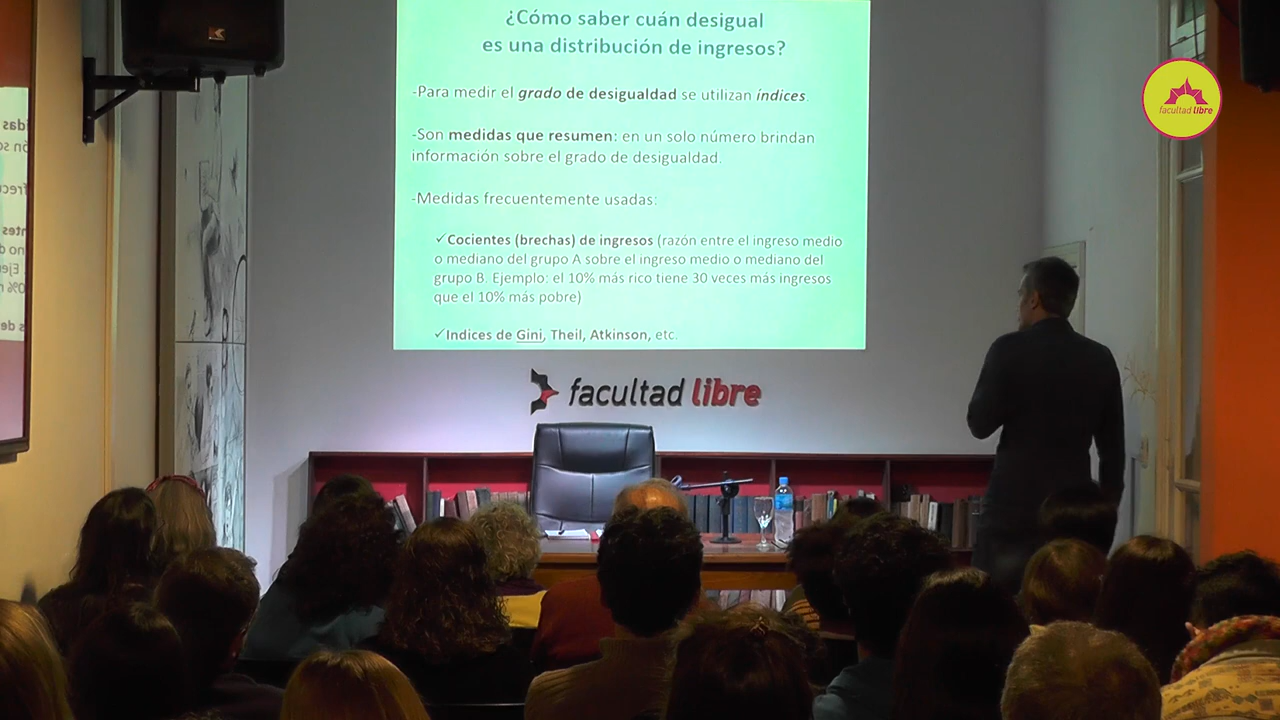 ¿Cómo saber cuán desigual
es una distribución de ingresos?
-Para medir el grado de desigualdad se utilizan índices.
-Son medidas que resumen: en un solo número brindan
información sobre el grado de desigualdad.
-Medidas frecuentemente usadas:
✓Cocientes (brechas) de ingresos (razón entre el ingreso medio
o mediano del grupo A sobre el ingreso medio o mediano del
grupo B. Ejemplo: el 10% más rico tiene 30 veces más ingresos
que el 10% más pobre)
✓Indices de Gini, Theil, Atkinson, etc.
facultad libre
facultad libre